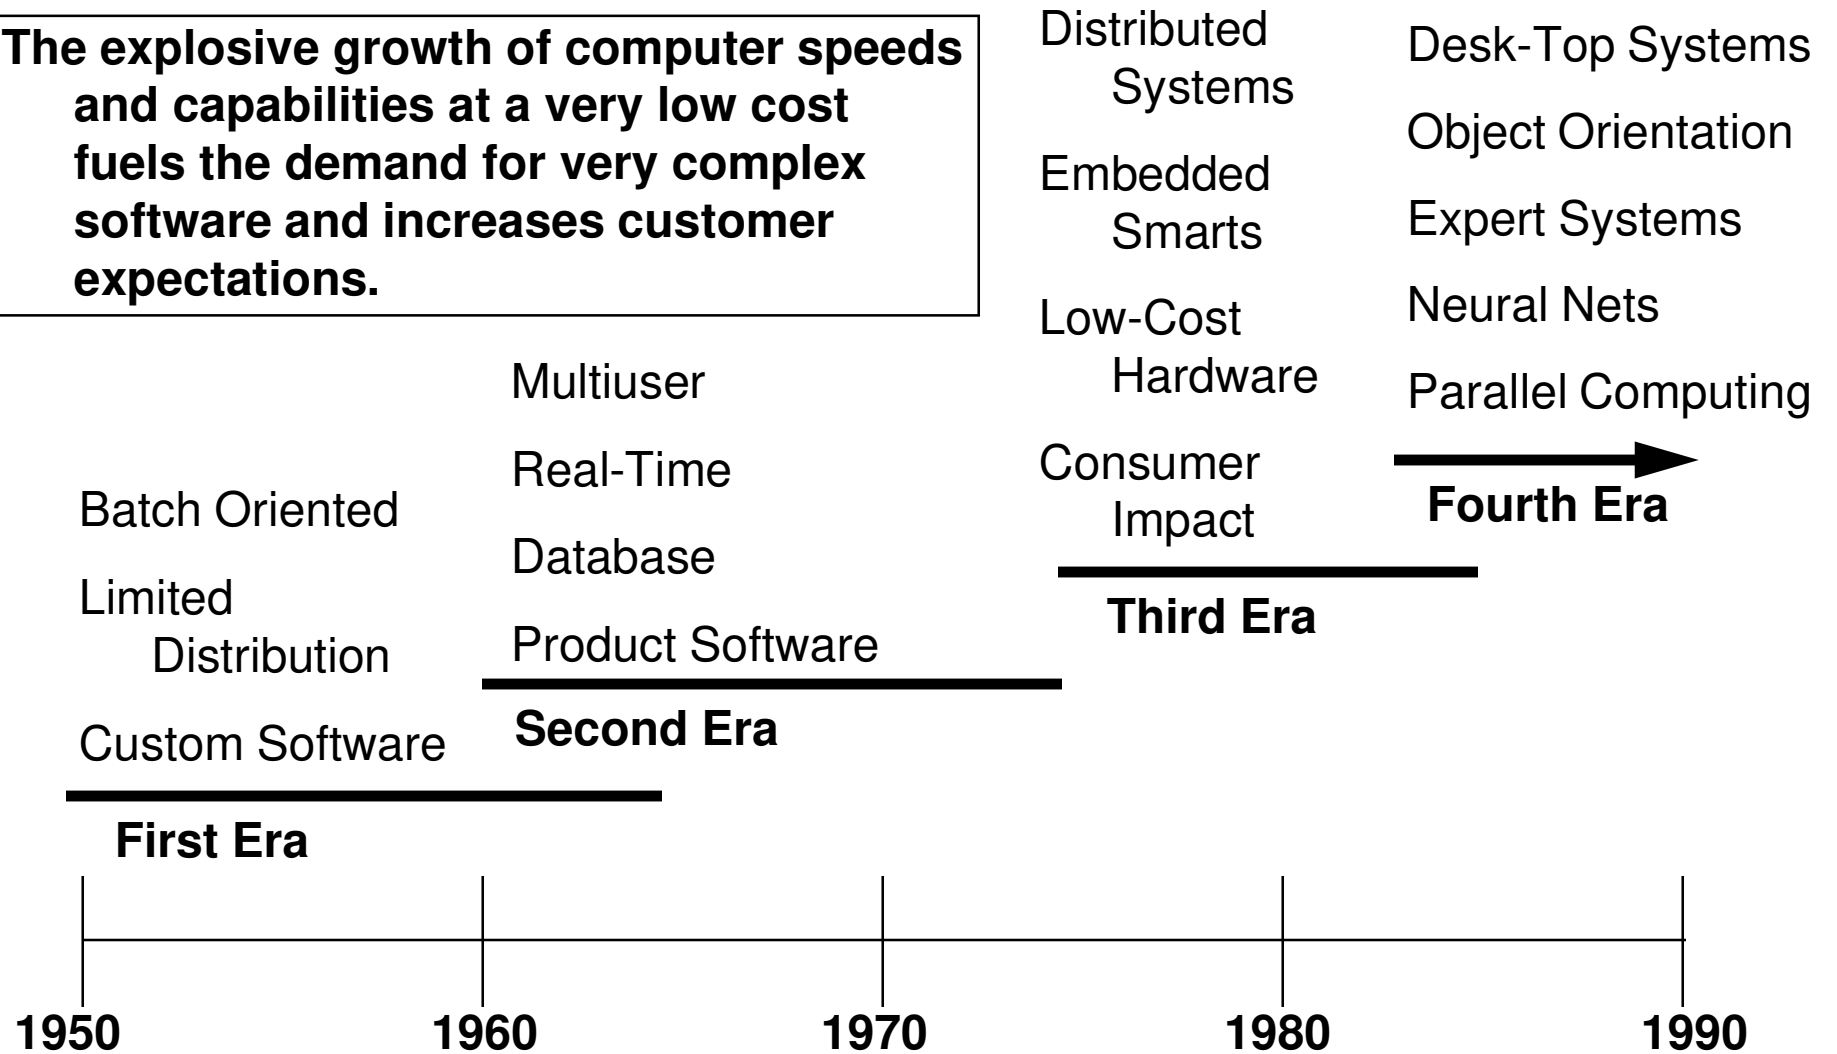 The explosive growth of computer speeds
and capabilities at a very low cost
fuels the demand for very complex
software and increases customer
expectations.
Batch Oriented
Limited
Distribution
Custom Software
First Era
Multiuser
Real-Time
Database
Product Software
Second Era
Distributed
Systems
Embedded
Smarts
Low-Cost
Hardware
Consumer
Impact
Third Era
Desk-Top Systems
Object Orientation
Expert Systems
Neural Nets
Parallel Computing
Fourth Era
1950
1960
1970
1980
1990